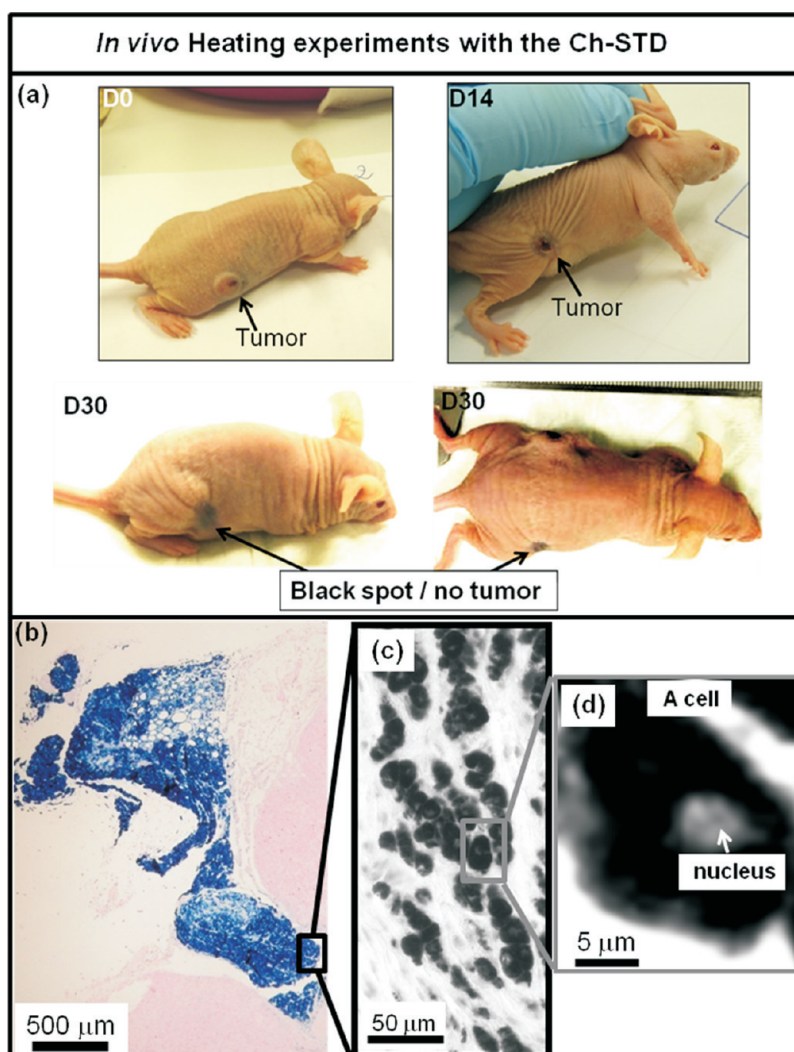 In vivo Heating experiments with the Ch-STD
(a)
D0
2
Tumor
D14
Tumor
D30
D30
Black spot / no tumor
(b)
500 μm
(c)
50 μm
(d)
A cell
nucleus
5 μm